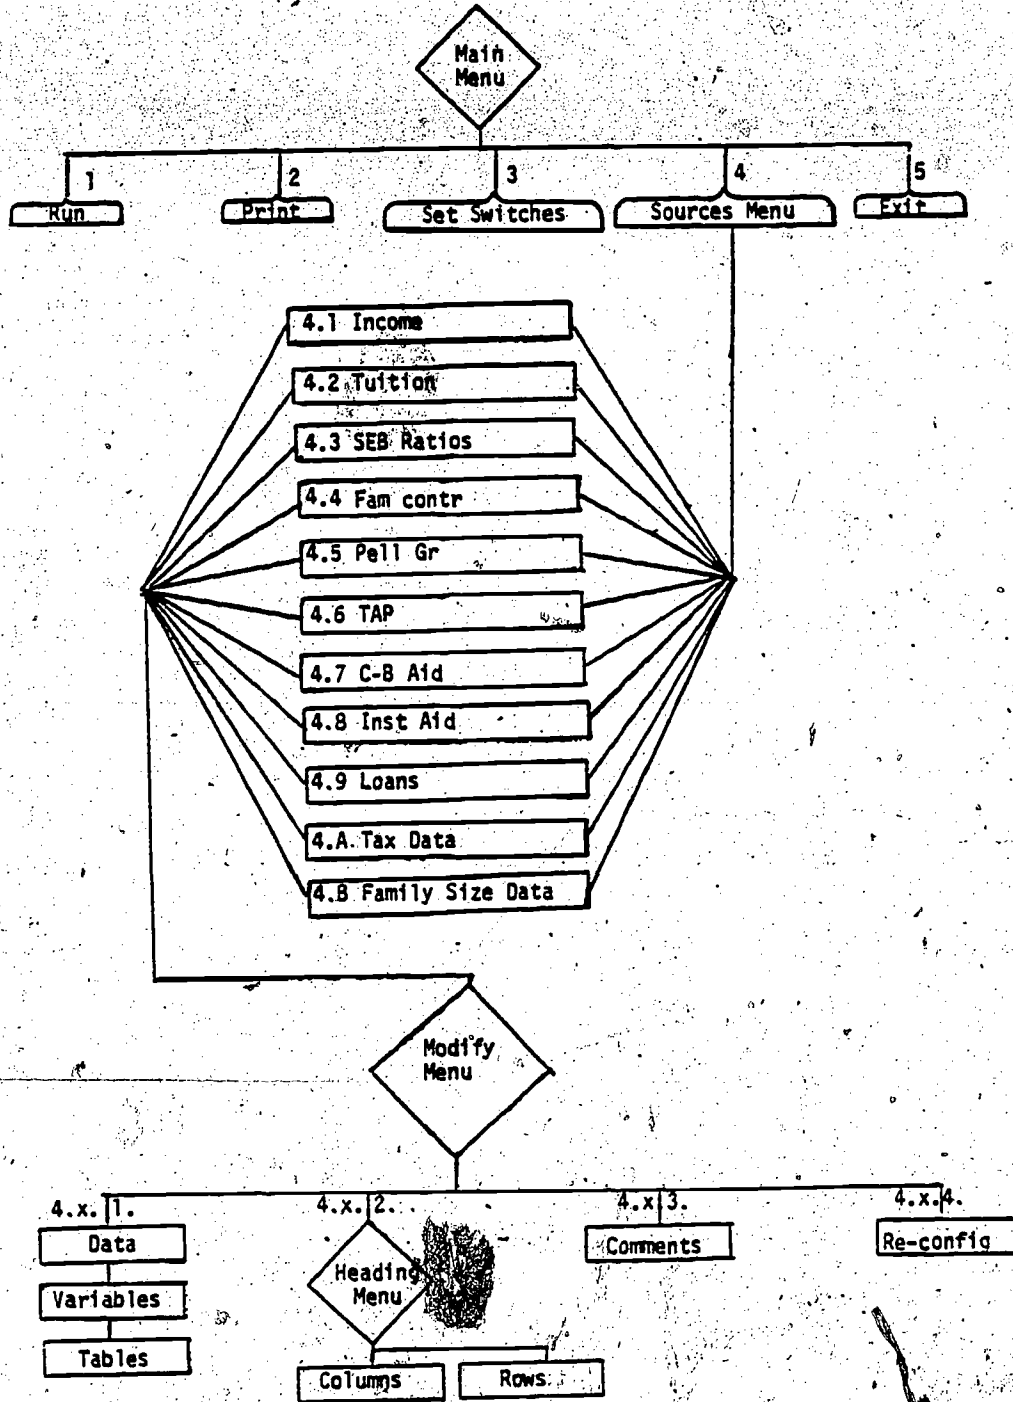 Main
Menu
1
2
3
4
5
Run
Print
Set Switches
Sources Menu
Exit
4.1 Income
4.2 Tuition
4.3 SEB Ratios
4.4 Fam contr
4.5 Pell Gr
4.6 TAP
4.7 C-B Aid
4.8 Inst Aid
4.9 Loans
4.A. Tax Data
4.B Family Size Data
Modify
Menu
4.x. 1.
4.x. 2.
4.x 3.
4.x.4.
Data
Variables
Tables
Heading
Menu
Columns
Rows
Comments
Re-config